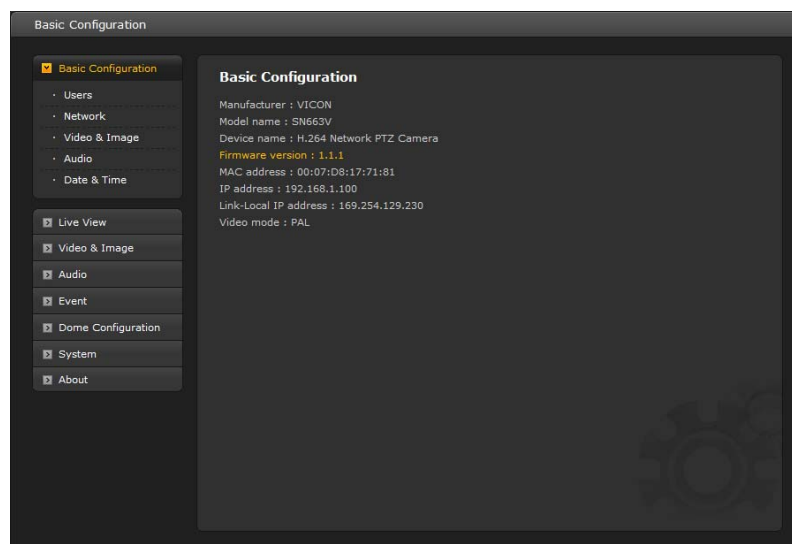 Basic Configuration
Basic Configuration
· Users
· Network
· Video & Image
· Audio
· Date & Time
Live View
Video & Image
Audio
Event
Dome Configuration
System
About
Basic Configuration
Manufacturer : VICON
Model name : SN663V
Device name : H.264 Network PTZ Camera
Firmware version : 1.1.1
MAC address : 00:07:D8:17:71:81
IP address : 192.168.1.100
Link-Local IP address : 169.254.129.230
Video mode : PAL